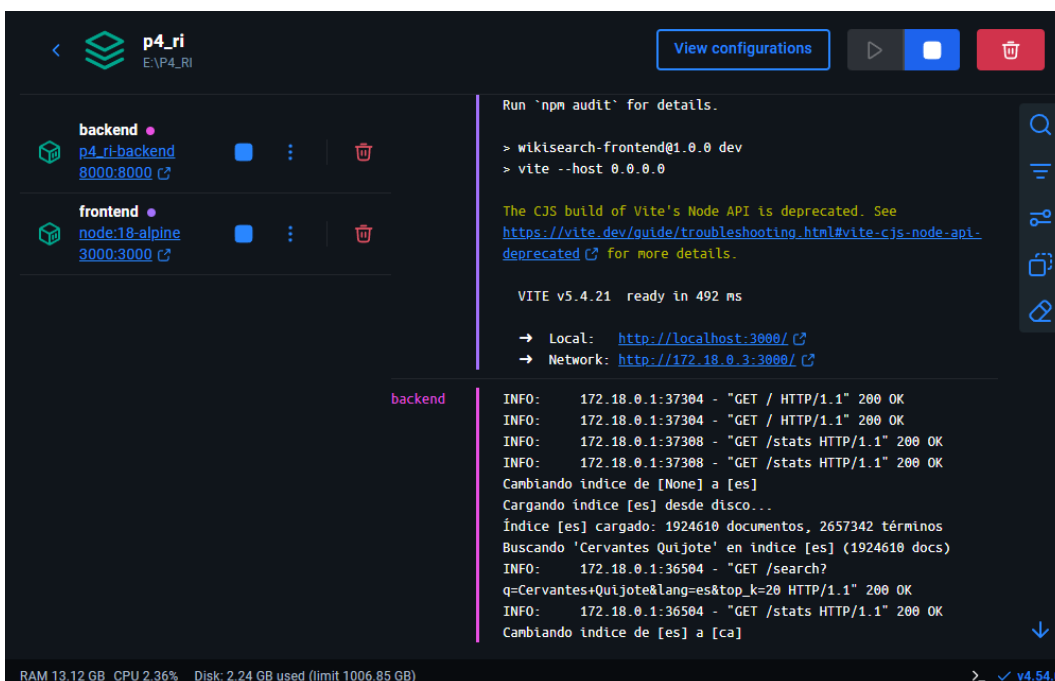 p4_ri
E:\P4_RI
View configurations
backend
p4_ri-backend
8000:8000
frontend
node:18-alpine
3000:3000
Run `npm audit` for details.
> wikisearch-frontend@1.0.0 dev
> vite --host 0.0.0.0
The CJS build of Vite's Node API is deprecated. See
https://vite.dev/guide/troubleshooting.html#vite-cjs-node-api-
deprecated for more details.
VITE v5.4.21 ready in 492 ms
➜ Local: http://localhost:3000/
➜ Network: http://172.18.0.3:3000/
backend
INFO: 172.18.0.1:37304 - "GET / HTTP/1.1" 200 OK
INFO: 172.18.0.1:37304 - "GET / HTTP/1.1" 200 OK
INFO: 172.18.0.1:37308 - "GET /stats HTTP/1.1" 200 OK
INFO: 172.18.0.1:37308 - "GET /stats HTTP/1.1" 200 OK
Cambiando indice de [None] a [es]
Cargando índice [es] desde disco...
Índice [es] cargado: 1924610 documentos, 2657342 términos
Buscando 'Cervantes Quijote' en indice [es] (1924610 docs)
INFO: 172.18.0.1:36504 - "GET /search?
q=Cervantes+Quijote&lang=es&top_k=20 HTTP/1.1" 200 OK
INFO: 172.18.0.1:36504 - "GET /stats HTTP/1.1" 200 OK
Cambiando indice de [es] a [ca]
RAM 13.12 GB CPU 2.36% Disk: 2.24 GB used (limit 1006.85 GB)
v4.54.